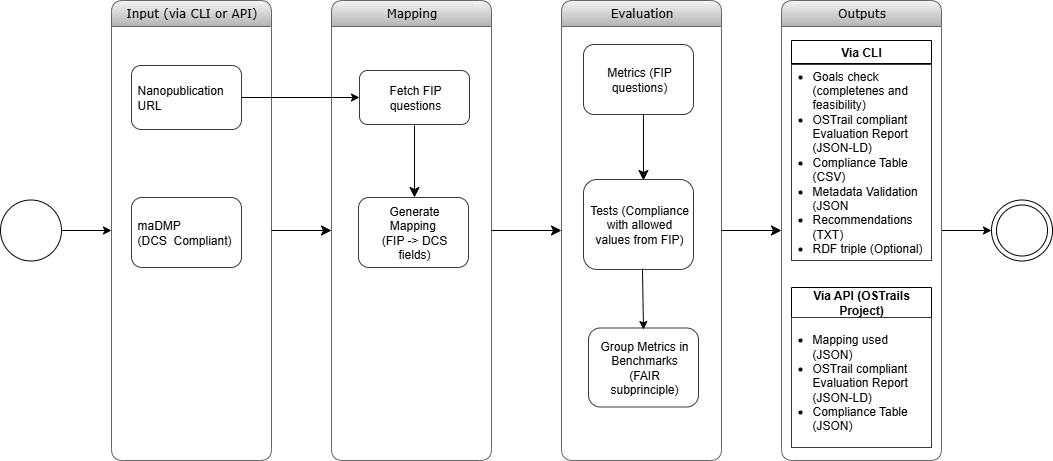 Input (via CLI or API)
Mapping
Evaluation
Outputs
Nanopublication
URL
maDMP
(DCS  Compliant)
Fetch FIP
questions
Generate
Mapping
(FIP -> DCS
fields)
Metrics (FIP
questions)
Tests (Compliance
with allowed
values from FIP)
Group Metrics in
Benchmarks
(FAIR
subprinciple)
Via CLI
• Goals check
(completenes and
feasibility)
• OSTrail compliant
Evaluation Report
(JSON-LD)
• Compliance Table
(CSV)
• Metadata Validation
(JSON
• Recommendations
(TXT)
• RDF triple (Optional)
Via API (OSTrails
Project)
• Mapping used
(JSON)
• OSTrail compliant
Evaluation Report
(JSON-LD)
• Compliance Table
(JSON)